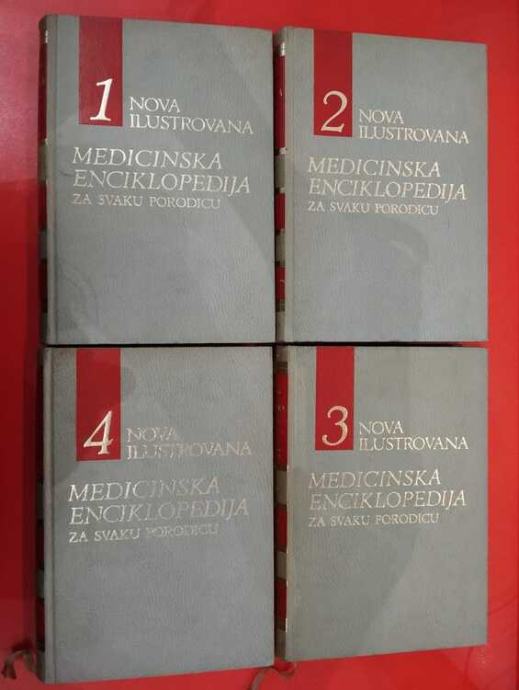 1 NOVA
ILUSTROVANA
MEDICINSKA
ENCIKLOPEDIJA
ZA SVAKU PORODICU
2 NOVA
ILUSTROVANA
MEDICINSKA
ENCIKLOPEDIJA
ZA SVAKU PORODICU
4 NOVA
ILUSTROVANA
MEDICINSKA
ENCIKLOPEDIJA
ZA SVAKU PORODICU
3 NOVA
ILUSTROVANA
MEDICINSKA
ENCIKLOPEDIJA
ZA SVAKU PORODICU